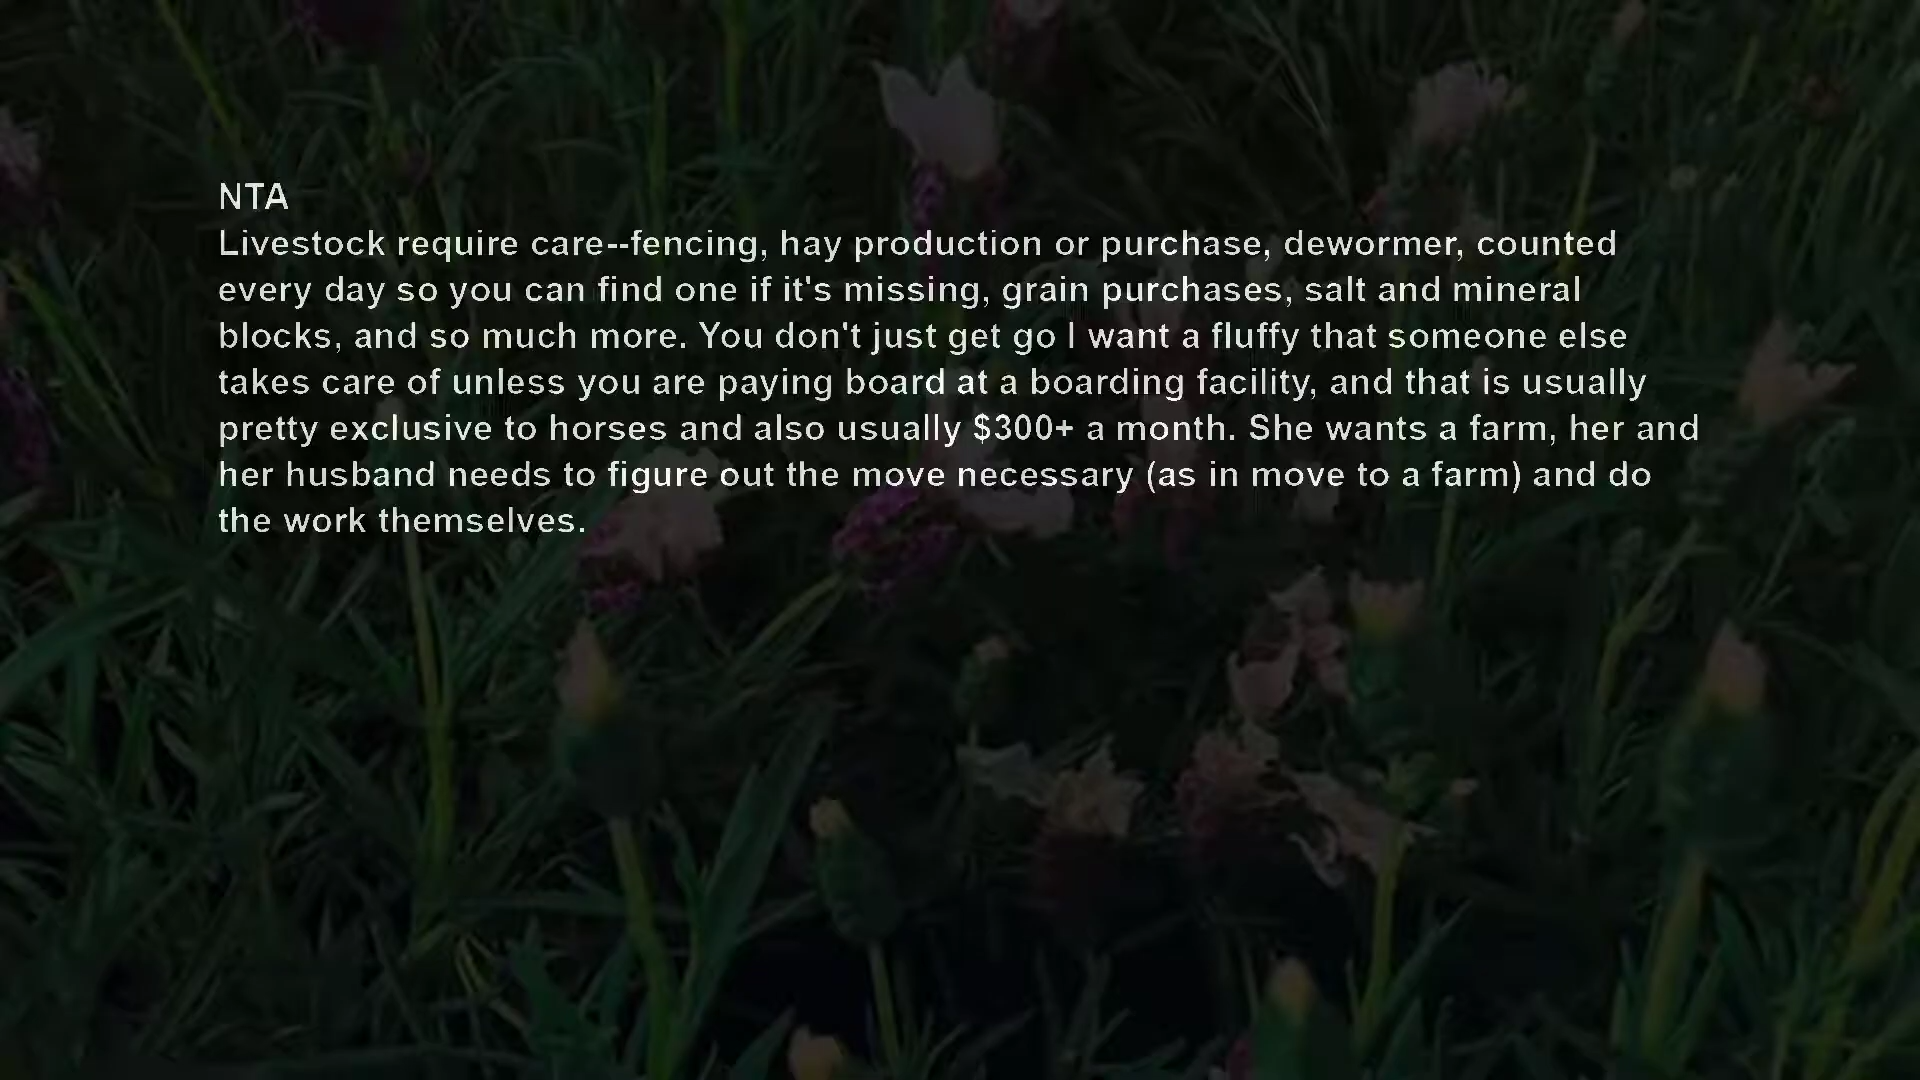 NTA
Livestock require care--fencing, hay production or purchase, dewormer, counted
every day so you can find one if it's missing, grain purchases, salt and mineral
blocks, and so much more. You don't just get go I want a fluffy that someone else
takes care of unless you are paying board at a boarding facility, and that is usually
pretty exclusive to horses and also usually $300+ a month. She wants a farm, her and
her husband needs to figure out the move necessary (as in move to a farm) and do
the work themselves.